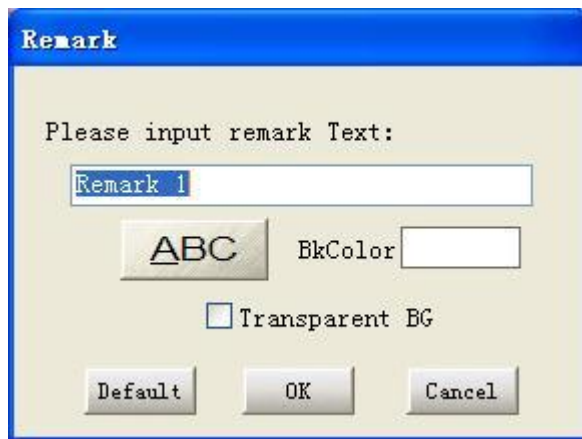 Remark
Please input remark Text:
Remark 1
ABC BkColor
Transparent BG
Default OK Cancel